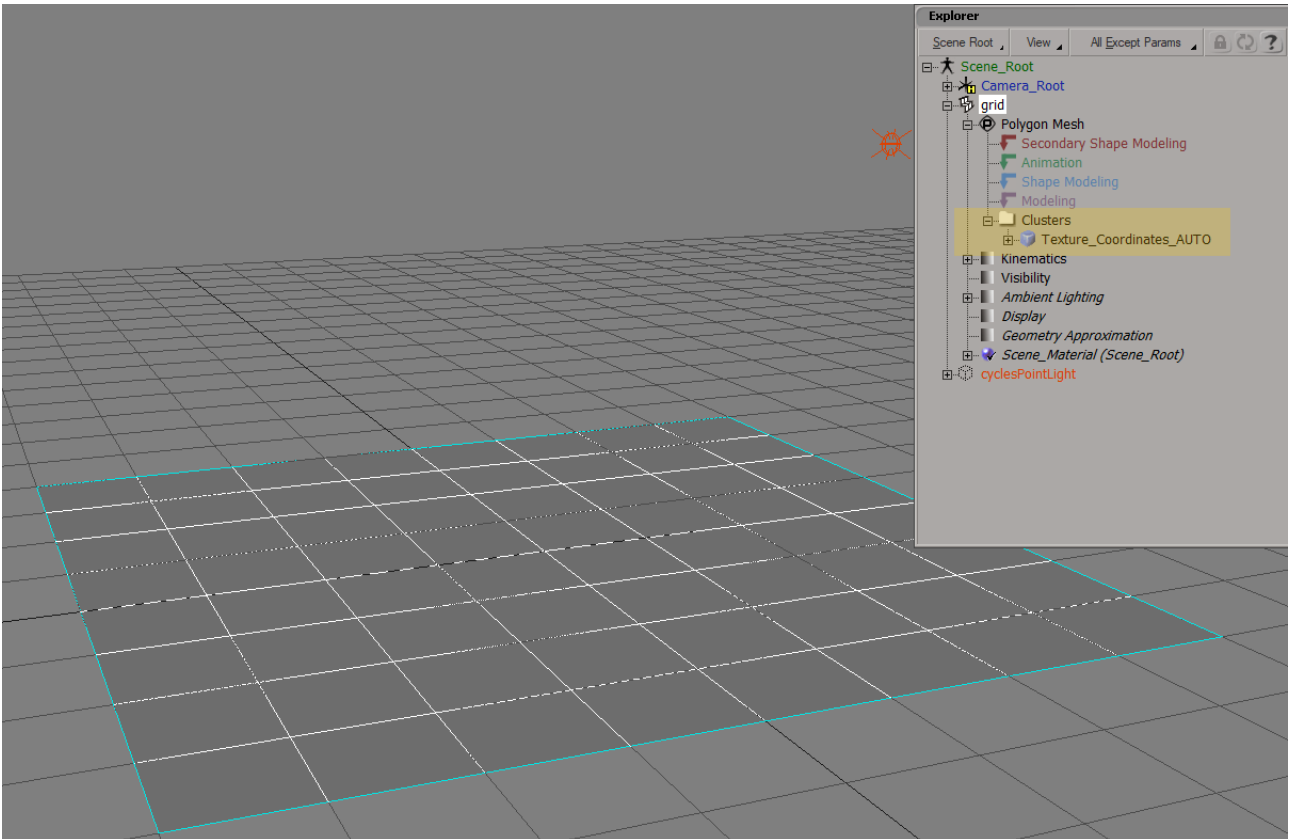 Explorer
Scene Root View All Except Params ?
Scene_Root
H Camera_Root
grid
P Polygon Mesh
Secondary Shape Modeling
Animation
Shape Modeling
Modeling
Clusters
Texture_Coordinates_AUTO
Kinematics
Visibility
Ambient Lighting
Display
Geometry Approximation
Scene_Material (Scene_Root)
cyclesPointLight